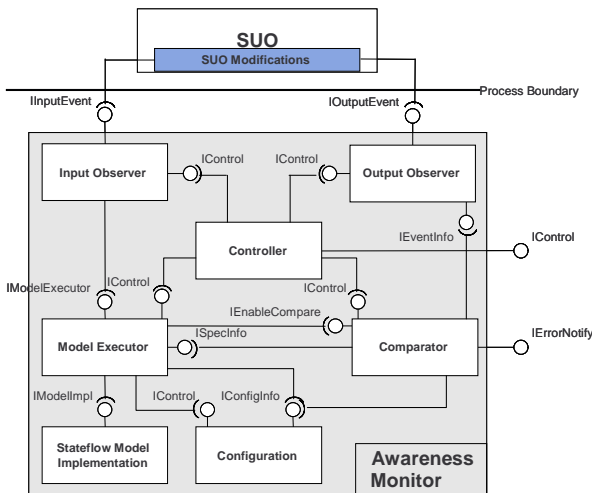 SUO
SUO Modifications
Process Boundary
IInputEvent
IOutputEvent
Input Observer
IControl
IControl
Output Observer
IEventInfo
Controller
IControl
IModelExecutor
IControl
IControl
IEnableCompare
ISpecInfo
Model Executor
Comparator
IErrorNotify
IModelImpl
IControl
IConfigInfo
Stateflow Model
Implementation
Configuration
Awareness
Monitor